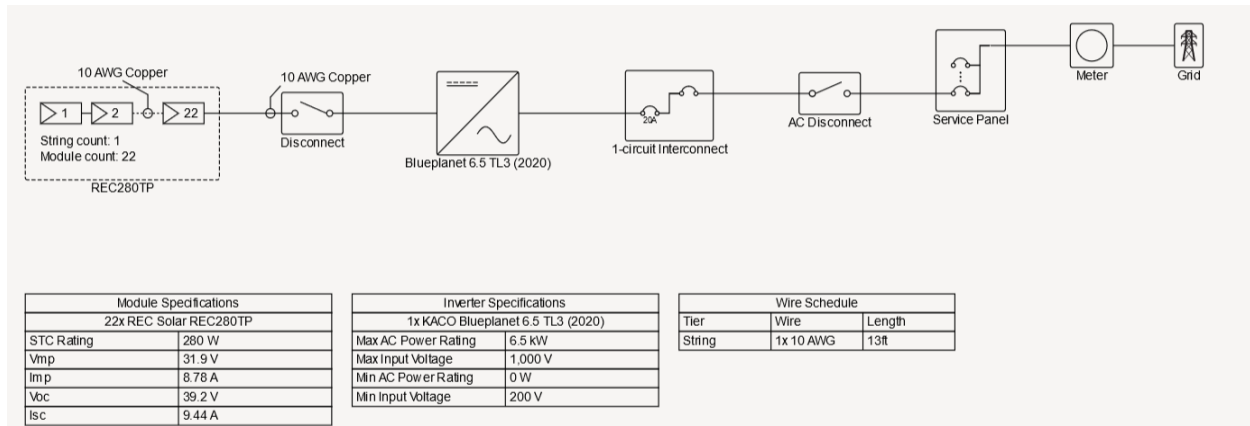 10 AWG Copper
10 AWG Copper
1
2
22
String count: 1
Module count: 22
REC280TP
Disconnect
Blueplanet 6.5 TL3 (2020)
20A
1-circuit Interconnect
AC Disconnect
Service Panel
Meter
Grid
Module Specifications
22x REC Solar REC280TP
STC Rating 280 W
Vmp 31.9 V
Imp 8.78 A
Voc 39.2 V
Isc 9.44 A
Inverter Specifications
1x KACO Blueplanet 6.5 TL3 (2020)
Max AC Power Rating 6.5 kW
Max Input Voltage 1,000 V
Min AC Power Rating 0 W
Min Input Voltage 200 V
Wire Schedule
Tier Wire Length
String 1x 10 AWG 13ft